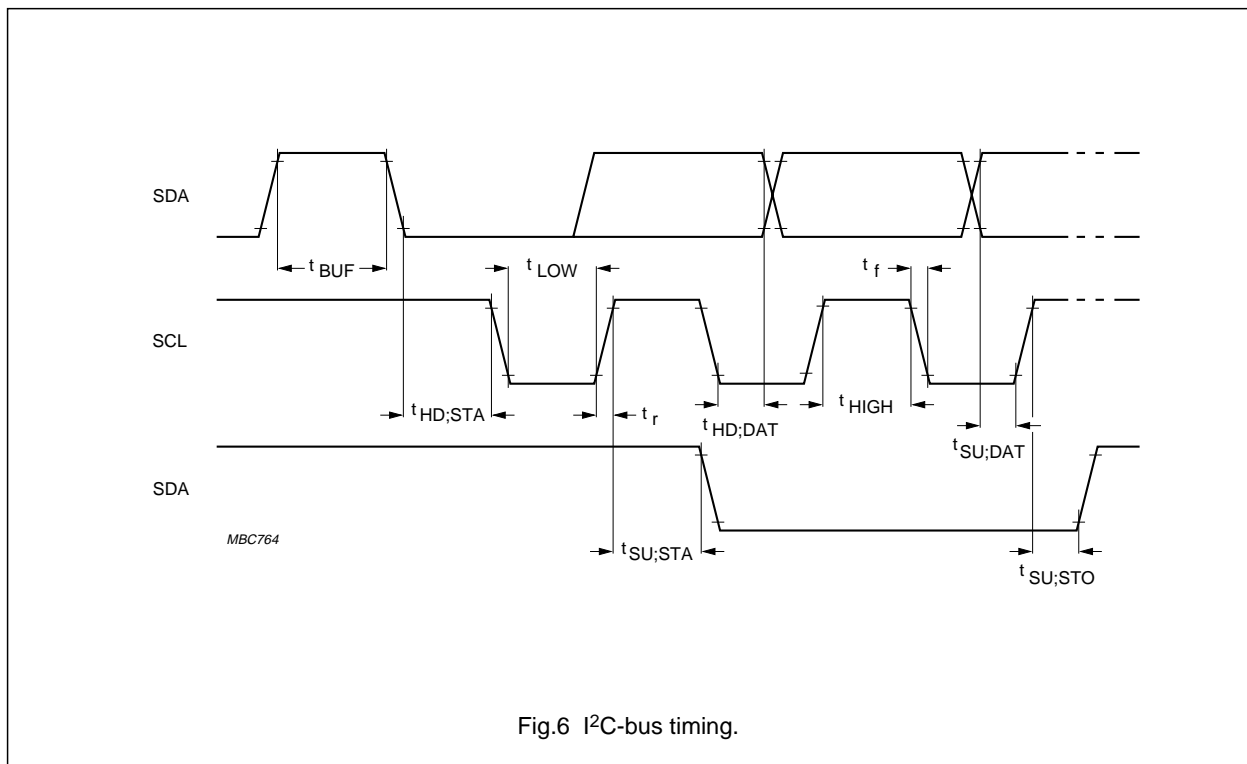 SDA
t BUF
t LOW
t f
SCL
t HD;STA
t r
t HD;DAT
t HIGH
t SU;DAT
SDA
MBC764
t SU;STA
t SU;STO
Fig.6 I²C-bus timing.